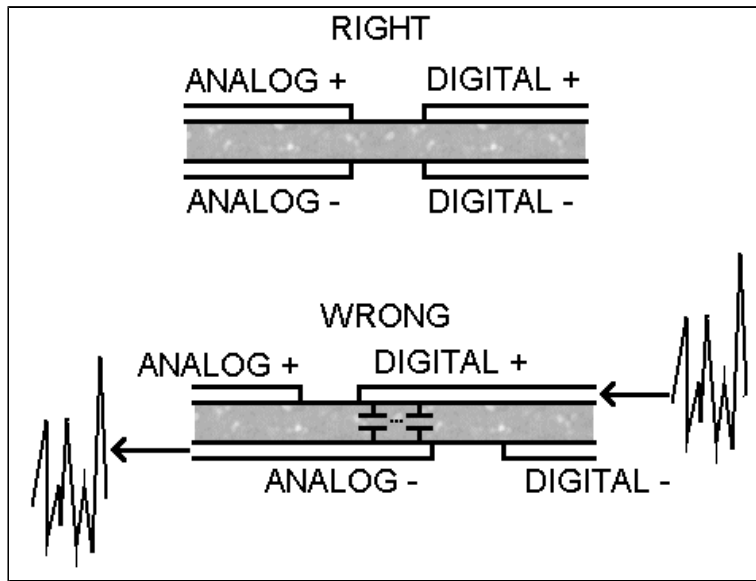 RIGHT
ANALOG + DIGITAL +
ANALOG - DIGITAL -
WRONG
ANALOG + DIGITAL +
...
ANALOG - DIGITAL -